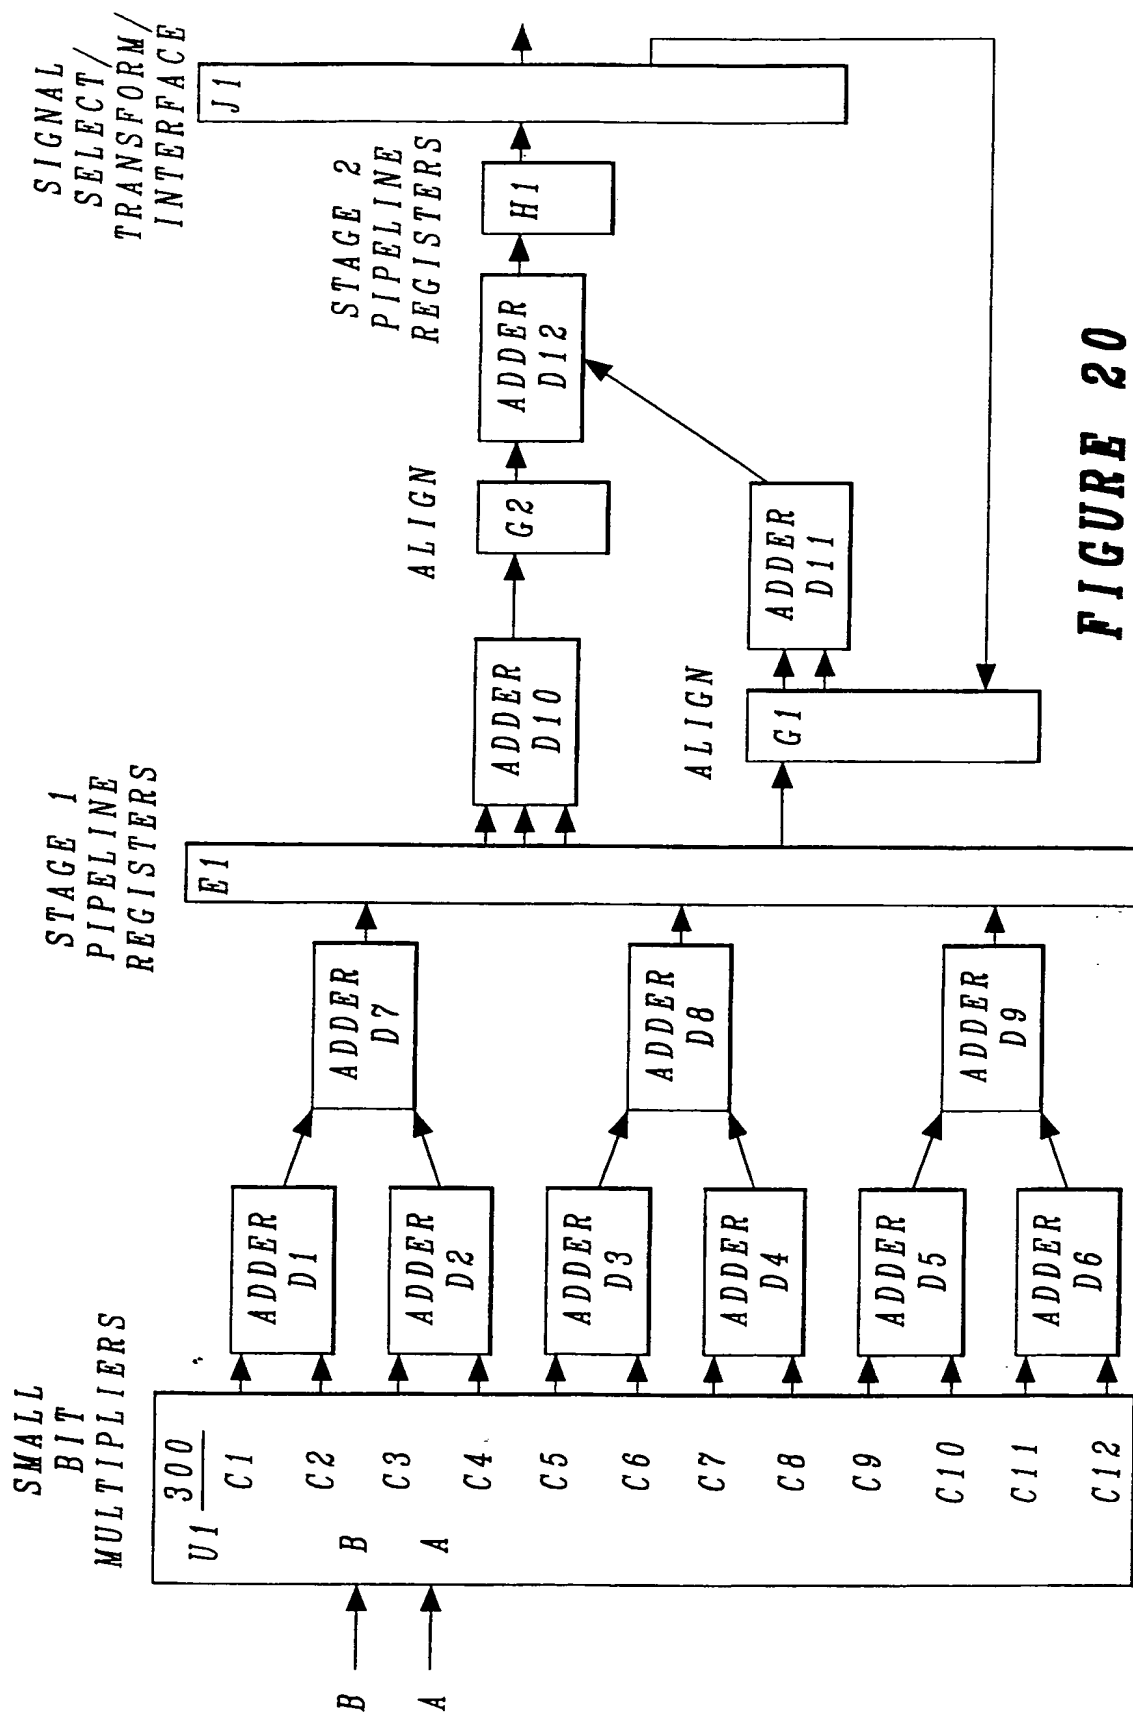 SMALL
BIT
MULTIPLIERS
U1 300
B
A
B
A
C1
C2
C3
C4
C5
C6
C7
C8
C9
C10
C11
C12
ADDER
D1
ADDER
D2
ADDER
D3
ADDER
D4
ADDER
D5
ADDER
D6
ADDER
D7
ADDER
D8
ADDER
D9
STAGE 1
PIPELINE
REGISTERS
E1
ADDER
D10
ALIGN
G1
ALIGN
G2
ADDER
D11
ADDER
D12
STAGE 2
PIPELINE
REGISTERS
H1
SIGNAL
SELECT/
TRANSFORM/
INTERFACE
J1
FIGURE 20